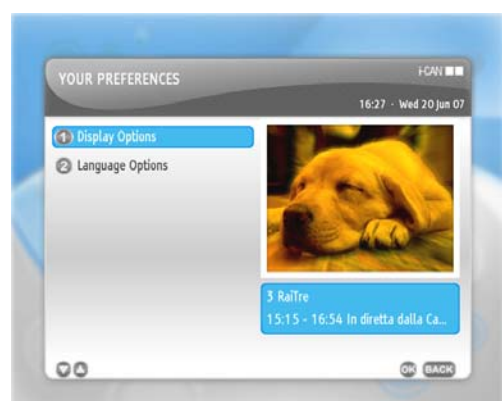 YOUR PREFERENCES
i-CAN
16:27 - Wed 20 Jun 07
1 Display Options
2 Language Options
3 RaiTre
15:15 - 16:54 In diretta dalla Ca...
OK BACK